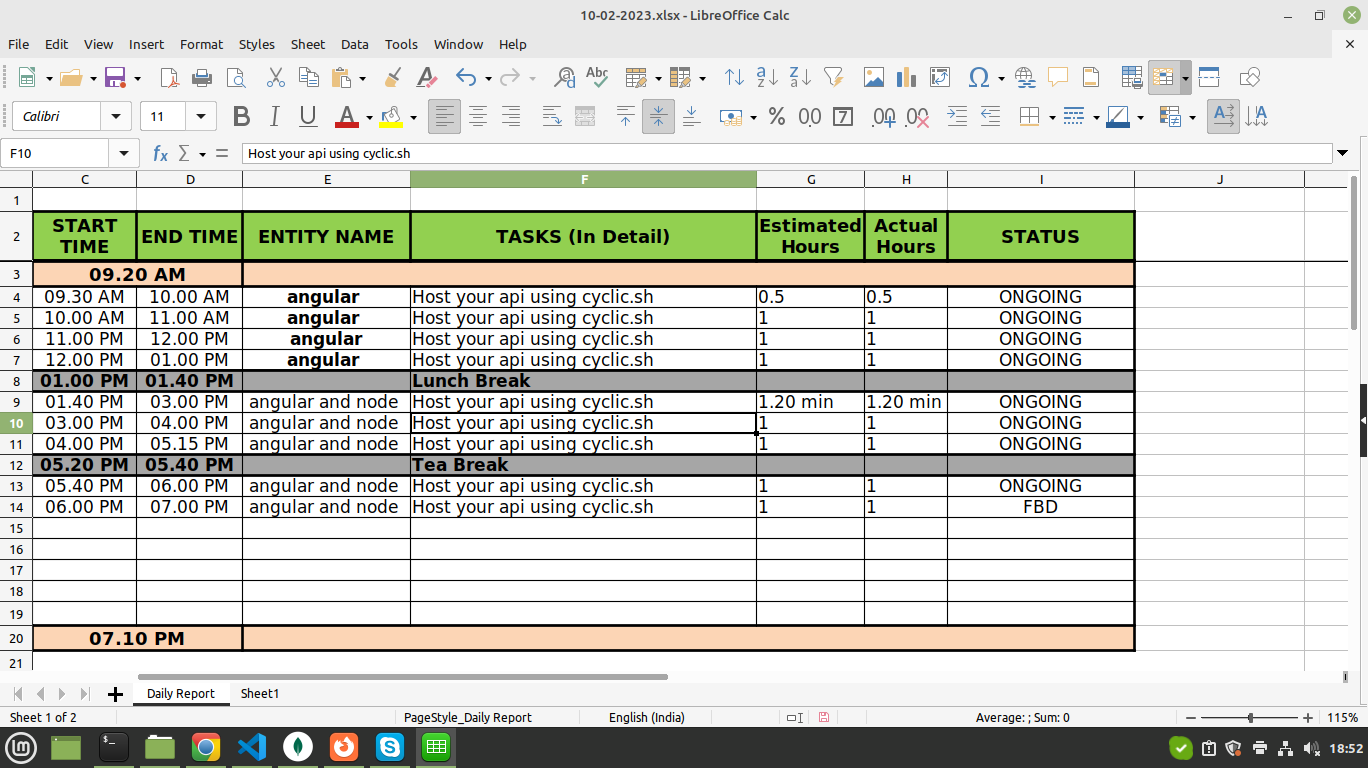 10-02-2023.xlsx - LibreOffice Calc
File Edit View Insert Format Styles Sheet Data Tools Window Help
Calibri 11
F10 Host your api using cyclic.sh
C D E F G H I J
1
2 START TIME END TIME ENTITY NAME TASKS (In Detail) Estimated Hours Actual Hours STATUS
3 09.20 AM
4 09.30 AM 10.00 AM angular Host your api using cyclic.sh 0.5 0.5 ONGOING
5 10.00 AM 11.00 AM angular Host your api using cyclic.sh 1 1 ONGOING
6 11.00 PM 12.00 PM angular Host your api using cyclic.sh 1 1 ONGOING
7 12.00 PM 01.00 PM angular Host your api using cyclic.sh 1 1 ONGOING
8 01.00 PM 01.40 PM Lunch Break
9 01.40 PM 03.00 PM angular and node Host your api using cyclic.sh 1.20 min 1.20 min ONGOING
10 03.00 PM 04.00 PM angular and node Host your api using cyclic.sh 1 1 ONGOING
11 04.00 PM 05.15 PM angular and node Host your api using cyclic.sh 1 1 ONGOING
12 05.20 PM 05.40 PM Tea Break
13 05.40 PM 06.00 PM angular and node Host your api using cyclic.sh 1 1 ONGOING
14 06.00 PM 07.00 PM angular and node Host your api using cyclic.sh 1 1 FBD
15
16
17
18
19
20 07.10 PM
21
Daily Report Sheet1
Sheet 1 of 2 PageStyle_Daily Report English (India) Average: ; Sum: 0 115%
18:52